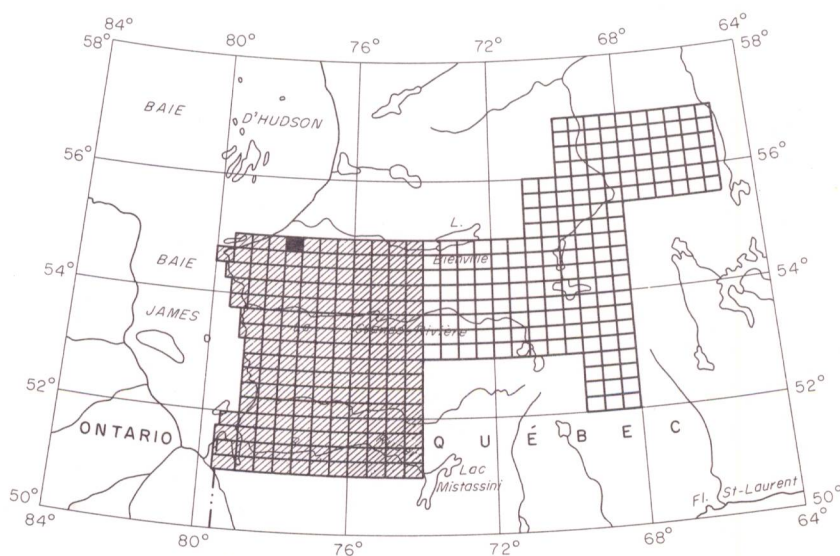 84°
80°
76°
72°
68°
64°
58°
58°
BAIE
D'HUDSON
56°
56°
L.
Bienville
BAIE
54°
54°
JAMES
La Grande Rivière
52°
52°
ONTARIO
QUÉBEC
Lac
Mistassini
Fl. St-Laurent
50°
50°
84°
80°
76°
72°
68°
64°